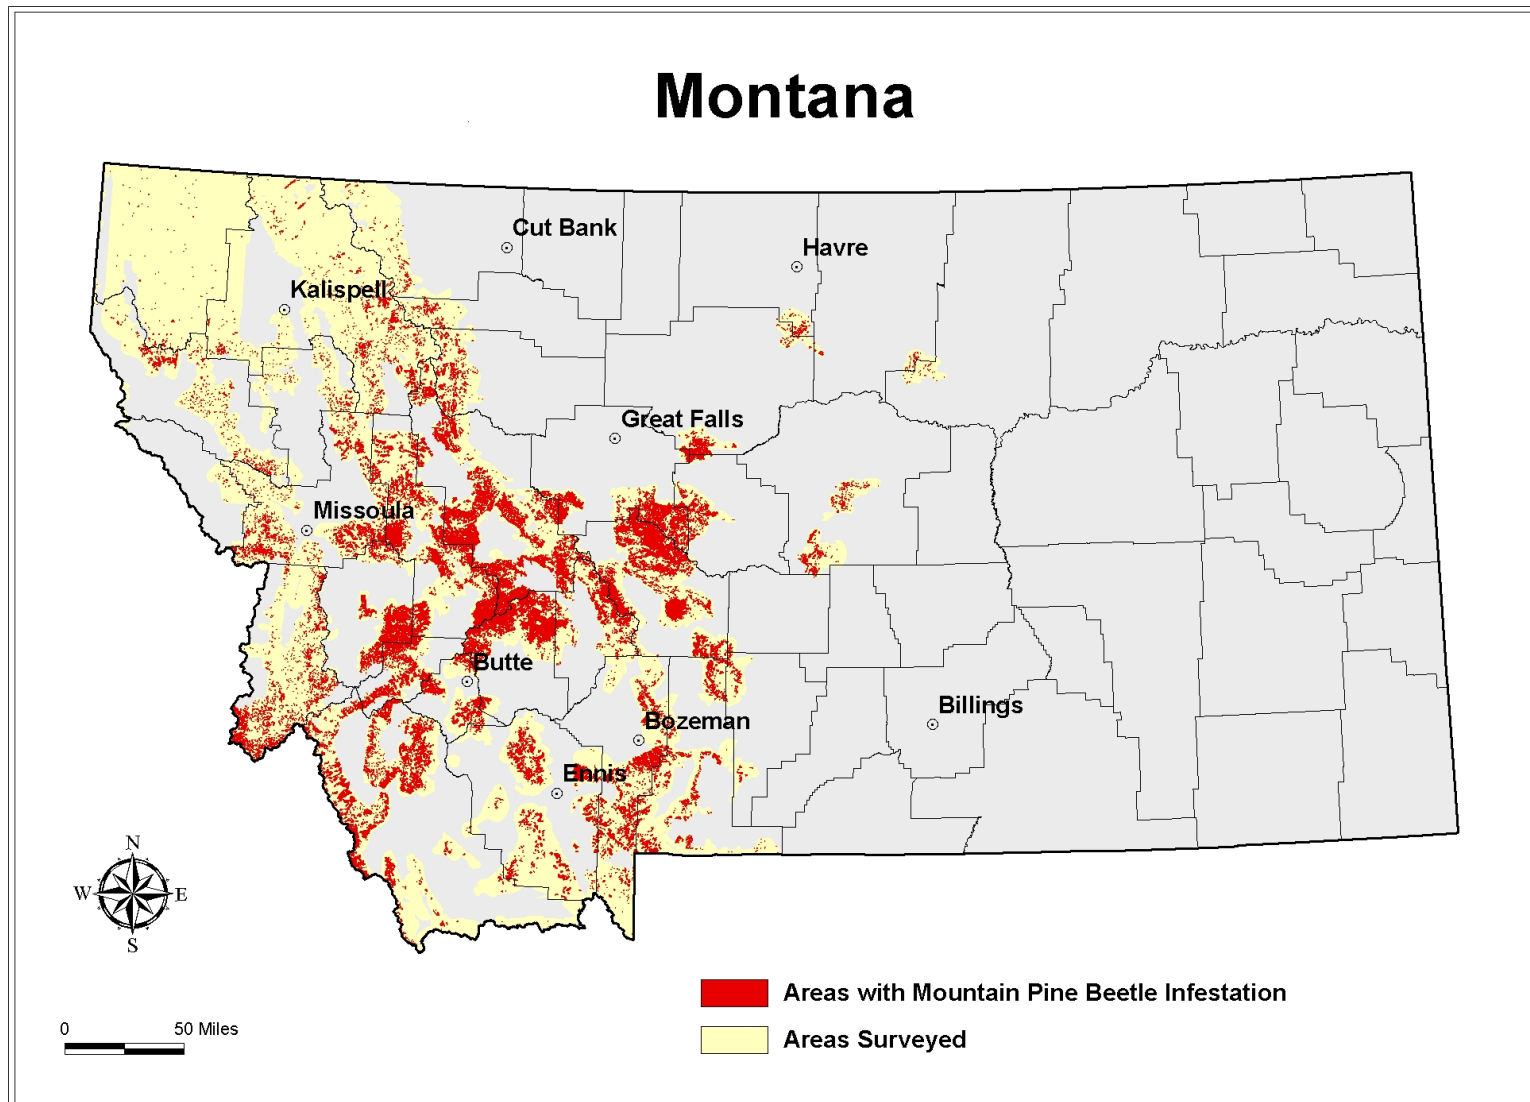 Montana
Cut Bank
Havre
Kalispell
Great Falls
Missoula
Butte
Billings
Bozeman
Ennis
N
W E
S
Areas with Mountain Pine Beetle Infestation
0 50 Miles
Areas Surveyed